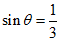 sin θ = 1/3